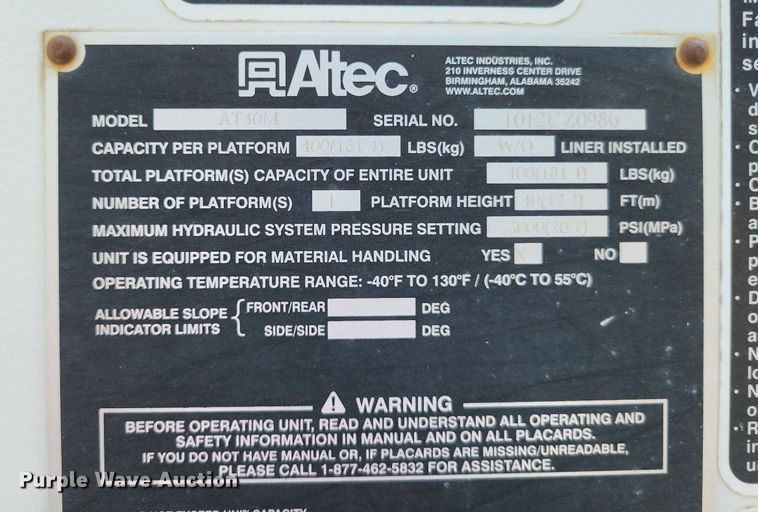 Altec®
ALTEC INDUSTRIES, INC.
210 INVERNESS CENTER DRIVE
BIRMINGHAM, ALABAMA 35242
WWW.ALTEC.COM
MODEL AT40M SERIAL NO. 1012CZ0986
CAPACITY PER PLATFORM 400(181.4) LBS(kg) W/O LINER INSTALLED
TOTAL PLATFORM(S) CAPACITY OF ENTIRE UNIT 400(181.4) LBS(kg)
NUMBER OF PLATFORM(S) 1 PLATFORM HEIGHT 40(12.2) FT(m)
MAXIMUM HYDRAULIC SYSTEM PRESSURE SETTING 3000(20.7) PSI(MPa)
UNIT IS EQUIPPED FOR MATERIAL HANDLING YES X NO
OPERATING TEMPERATURE RANGE: -40°F TO 130°F / (-40°C TO 55°C)
ALLOWABLE SLOPE INDICATOR LIMITS { FRONT/REAR DEG
SIDE/SIDE DEG
WARNING
BEFORE OPERATING UNIT, READ AND UNDERSTAND ALL OPERATING AND
SAFETY INFORMATION IN MANUAL AND ON ALL PLACARDS.
IF YOU DO NOT HAVE MANUAL OR, IF PLACARDS ARE MISSING/UNREADABLE,
PLEASE CALL 1-877-462-5832 FOR ASSISTANCE.
Purple Wave Auction